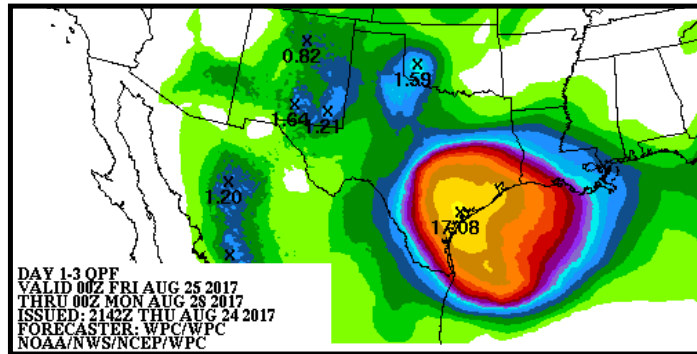 0.82
1.59
1.64
1.21
1.20
17.08
DAY 1-3 QPF
VALID 00Z FRI AUG 25 2017
THRU 00Z MON AUG 28 2017
ISSUED: 2142Z THU AUG 24 2017
FORECASTER: WPC/WPC
NOAA/NWS/NCEP/WPC